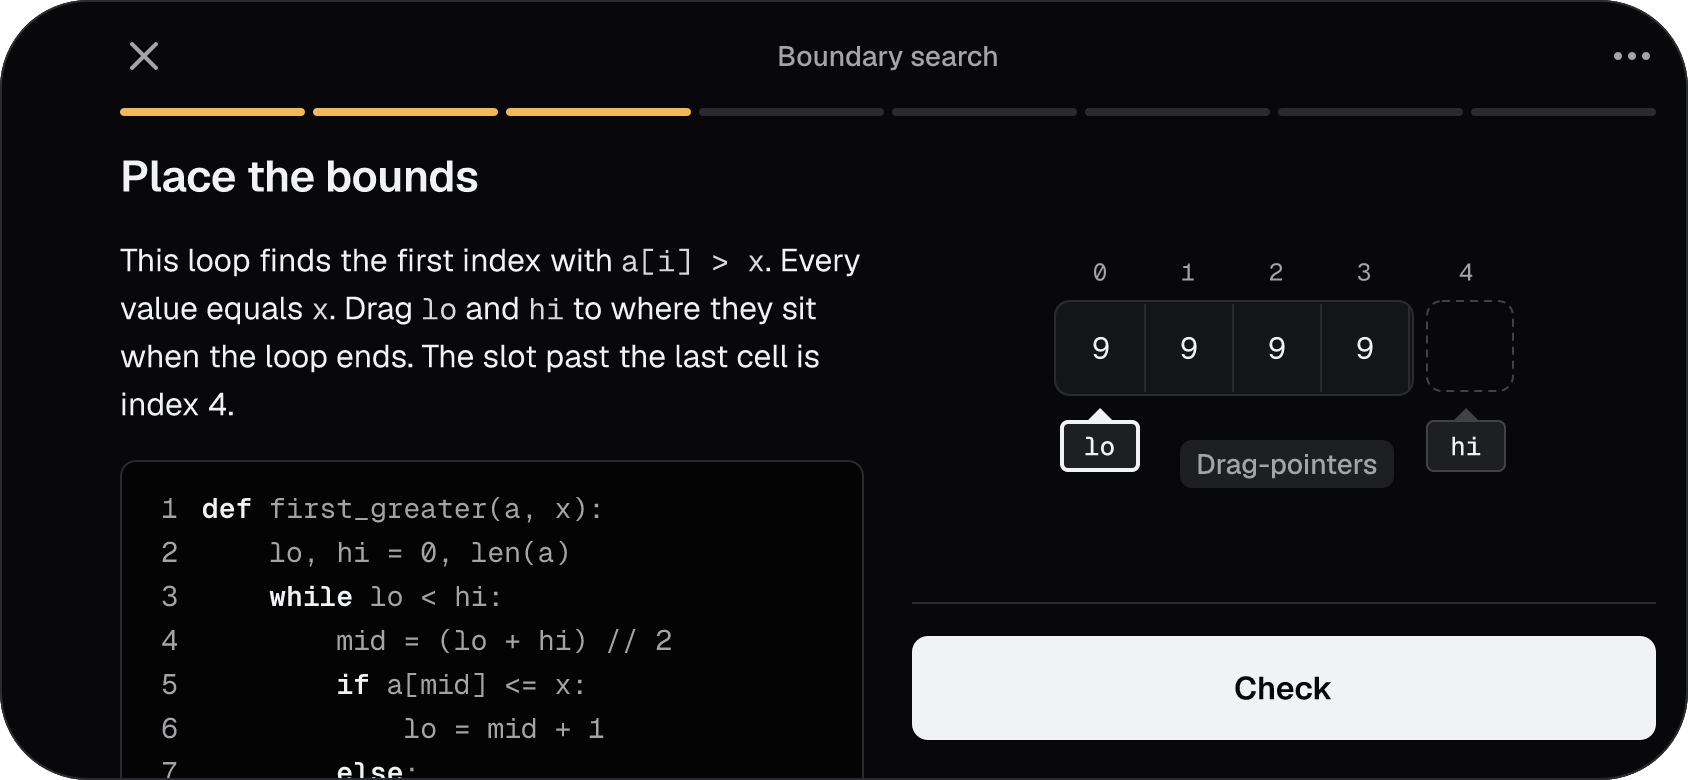 Boundary search
Place the bounds
This loop finds the first index with a[i] > x. Every
value equals x. Drag lo and hi to where they sit
when the loop ends. The slot past the last cell is
index 4.
1 def first_greater(a, x):
2     lo, hi = 0, len(a)
3     while lo < hi:
4         mid = (lo + hi) // 2
5         if a[mid] <= x:
6             lo = mid + 1
7         else:
0 1 2 3 4
9 9 9 9
lo
hi
Drag-pointers
Check